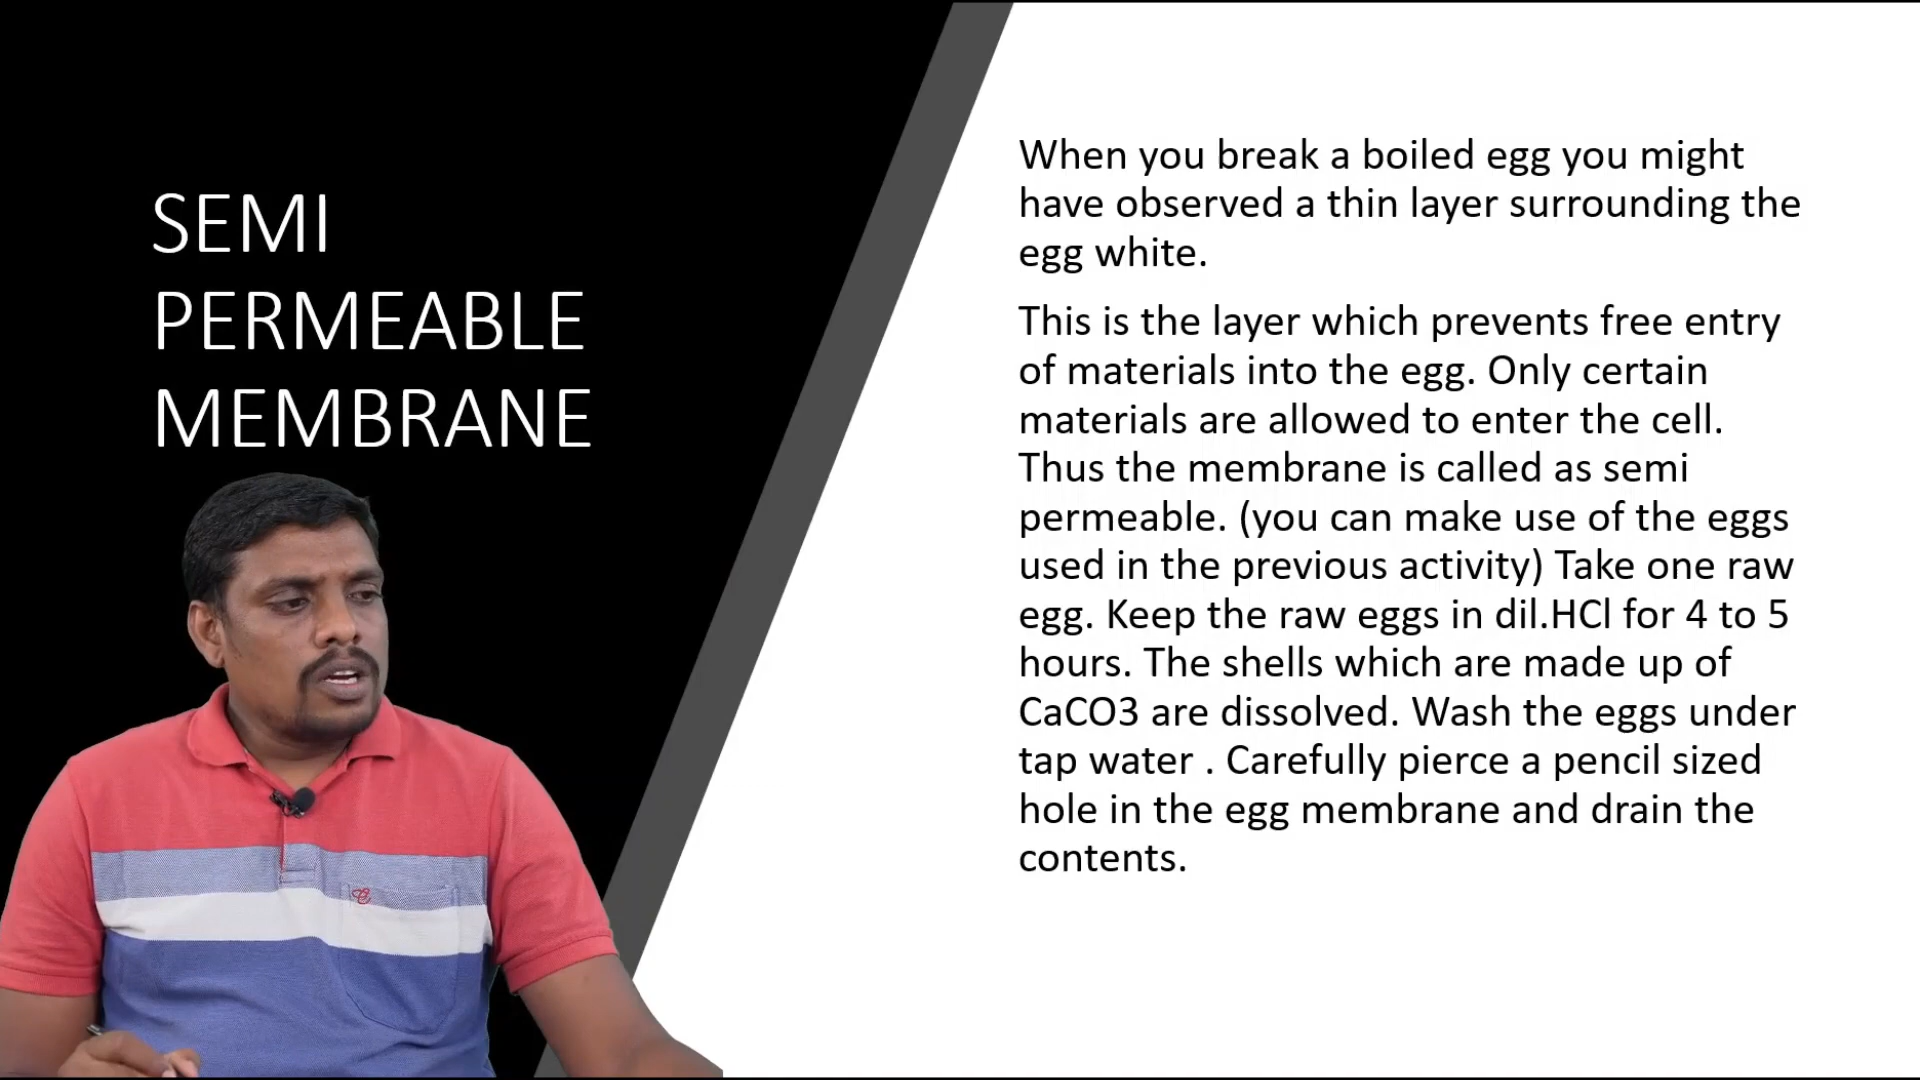 SEMI
PERMEABLE
MEMBRANE
When you break a boiled egg you might
have observed a thin layer surrounding the
egg white.
This is the layer which prevents free entry
of materials into the egg. Only certain
materials are allowed to enter the cell.
Thus the membrane is called as semi
permeable. (you can make use of the eggs
used in the previous activity) Take one raw
egg. Keep the raw eggs in dil.HCl for 4 to 5
hours. The shells which are made up of
CaCO3 are dissolved. Wash the eggs under
tap water . Carefully pierce a pencil sized
hole in the egg membrane and drain the
contents.